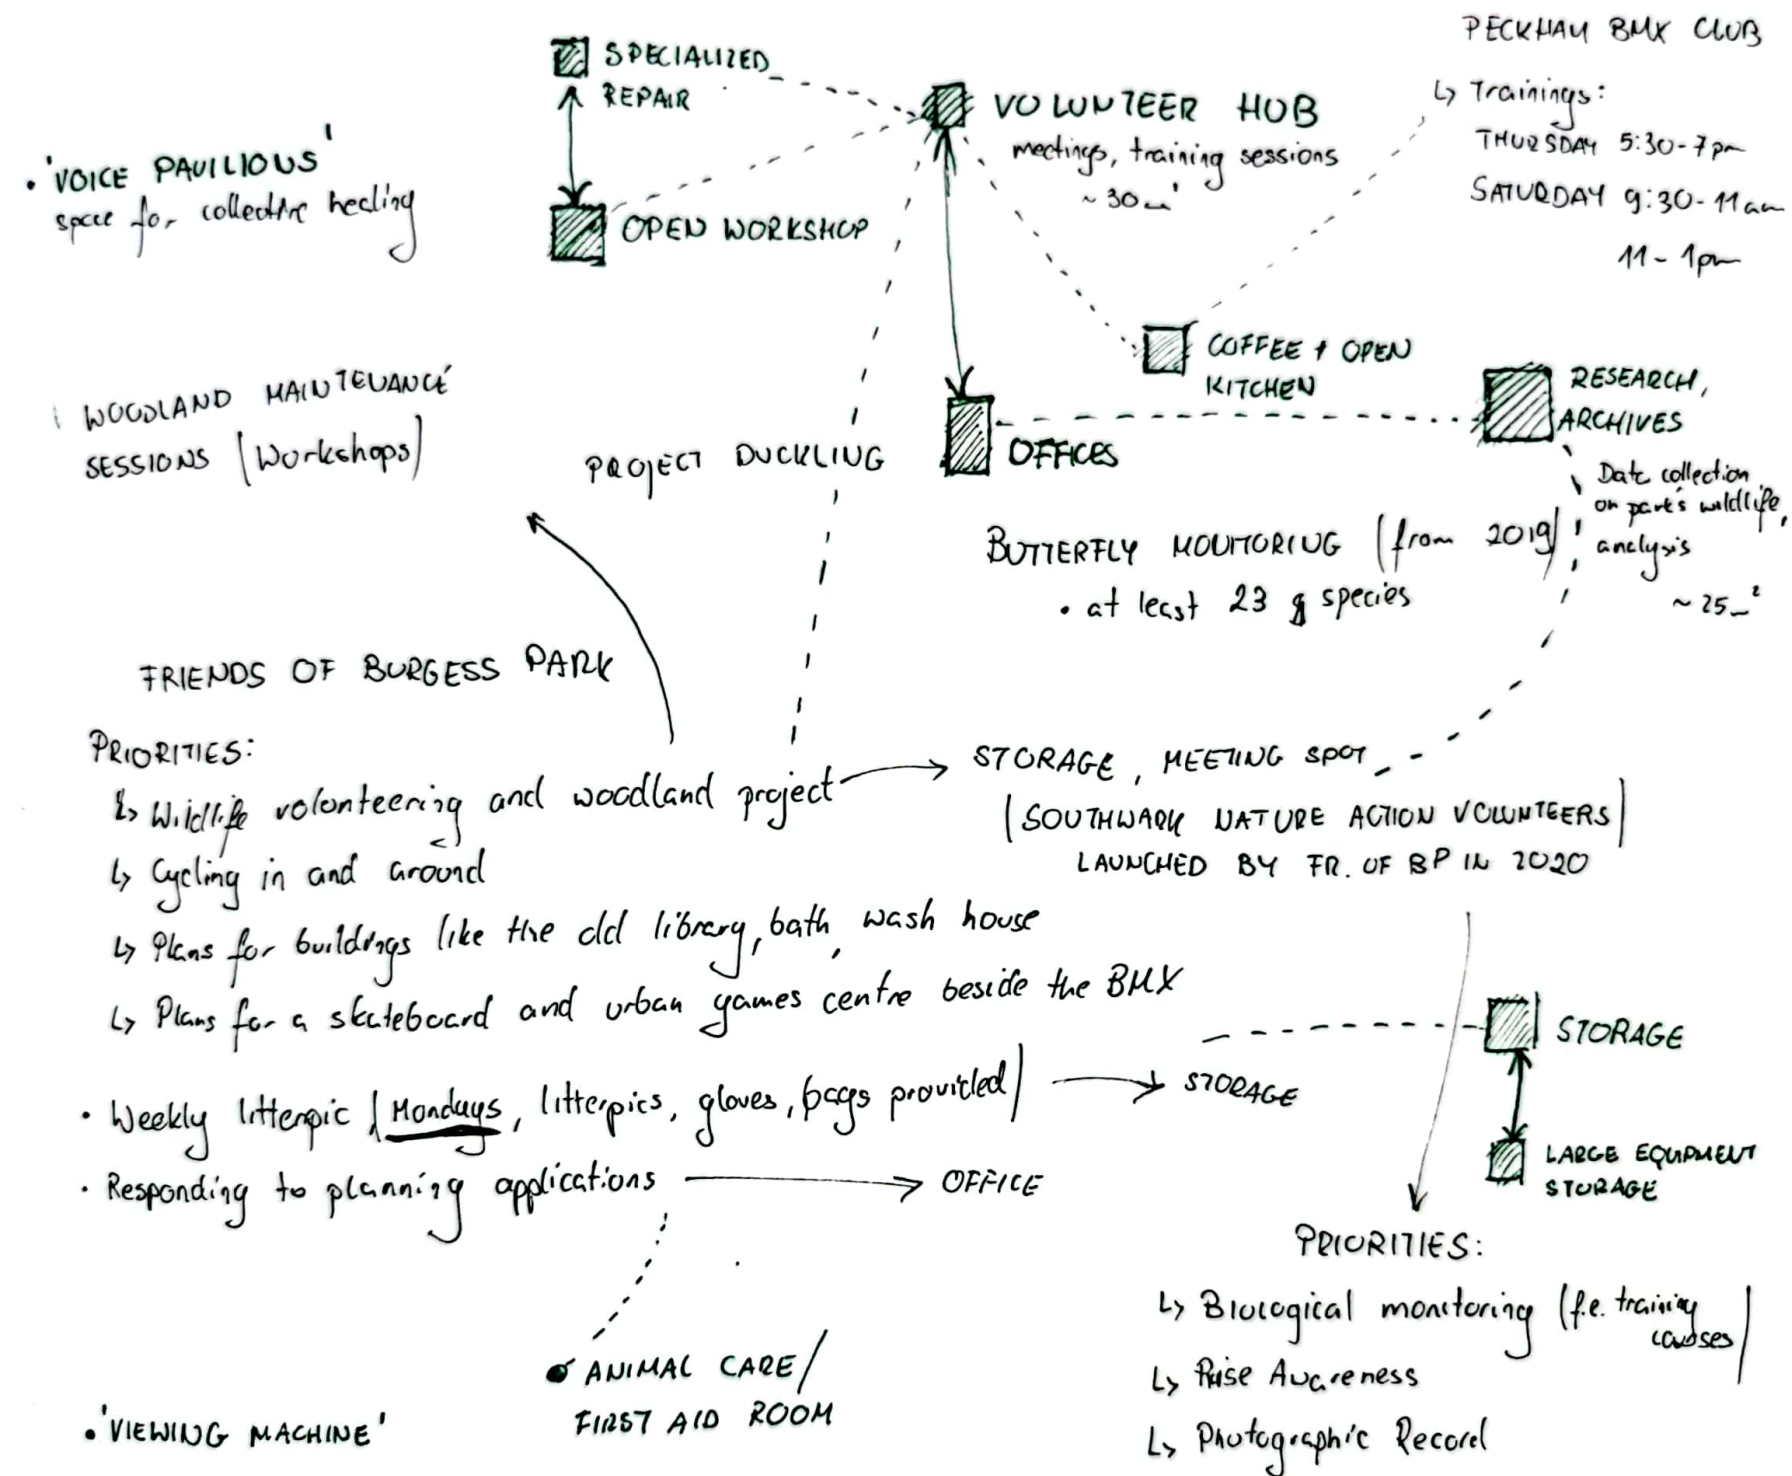 PECKHAM BMX CLUB
↳ Trainings:
THURSDAY 5:30-7pm
SATURDAY 9:30-11am
11-1pm
SPECIALIZED
REPAIR
VOLUNTEER HUB
meetings, training sessions
~30m²
• 'VOICE PAVILIOUS'
space for collective healing
OPEN WORKSHOP
COFFEE + OPEN
KITCHEN
RESEARCH,
ARCHIVES
WOODLAND MAINTENANCE
SESSIONS (Workshops)
PROJECT DUCKLING
OFFICES
Data collection
on park's wildlife,
analysis
~25m²
BUTTERFLY MONITORING (from 2019)
• at least 23 species
FRIENDS OF BURGESS PARK
PRIORITIES:
↳ Wildlife volonteering and woodland project
↳ Cycling in and around
↳ Plans for buildings like the old library, bath, wash house
↳ Plans for a skateboard and urban games centre beside the BMX
STORAGE, MEETING SPOT
(SOUTHWARK NATURE ACTION VOLUNTEERS)
LAUNCHED BY FR. OF BP IN 2020
• Weekly litterpic (Mondays, litterpics, gloves, bags provided)
STORAGE
• Responding to planning applications
OFFICE
STORAGE
LARGE EQUIPMENT
STORAGE
PRIORITIES:
↳ Biological monitoring (f.e. training
courses)
↳ Raise Awareness
↳ Photographic Record
• ANIMAL CARE/
FIRST AID ROOM
• 'VIEWING MACHINE'